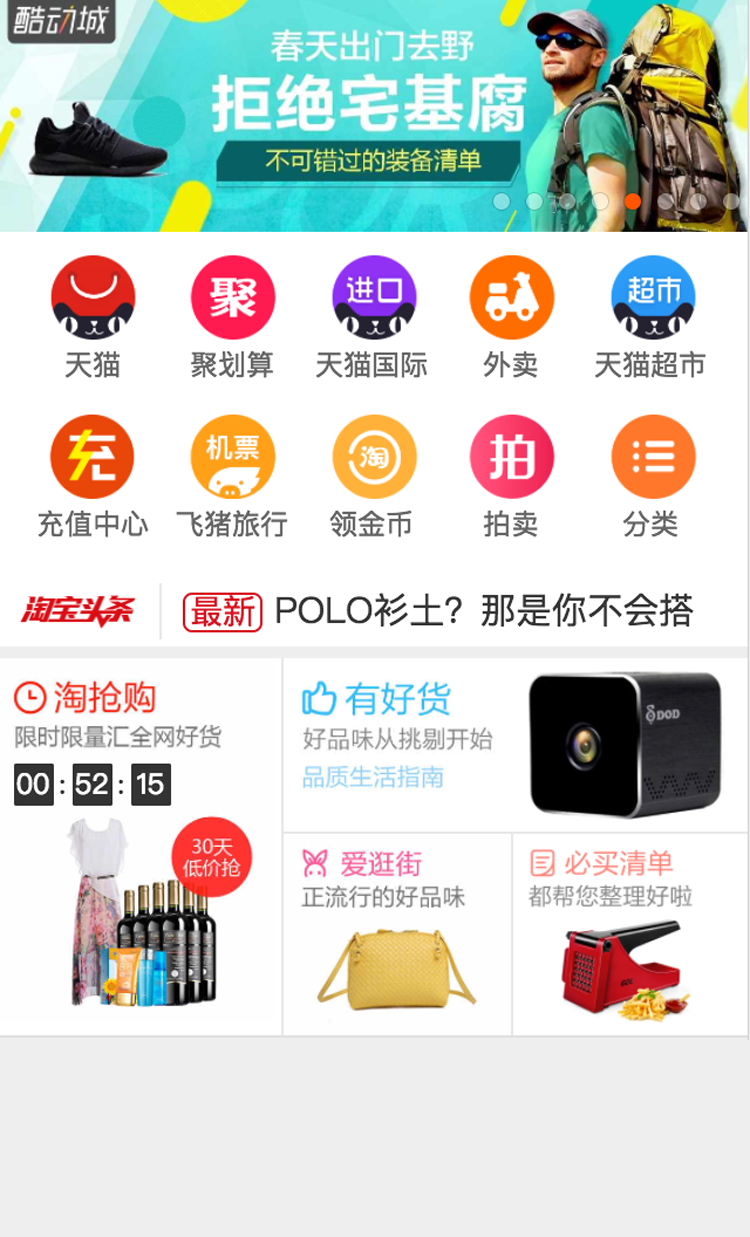 酷动城
春天出门去野
拒绝宅基腐
不可错过的装备清单
进口
超市
聚
天猫
聚划算
天猫国际
外卖
天猫超市
充
机票
淘
拍
充值中心
飞猪旅行
领金币
拍卖
分类
淘宝头条
最新 POLO衫土？那是你不会搭
淘抢购
限时限量汇全网好货
00 : 52 : 15
30天
低价抢
有好货
好品味从挑剔开始
品质生活指南
DOD
爱逛街
正流行的好品味
必买清单
都帮您整理好啦